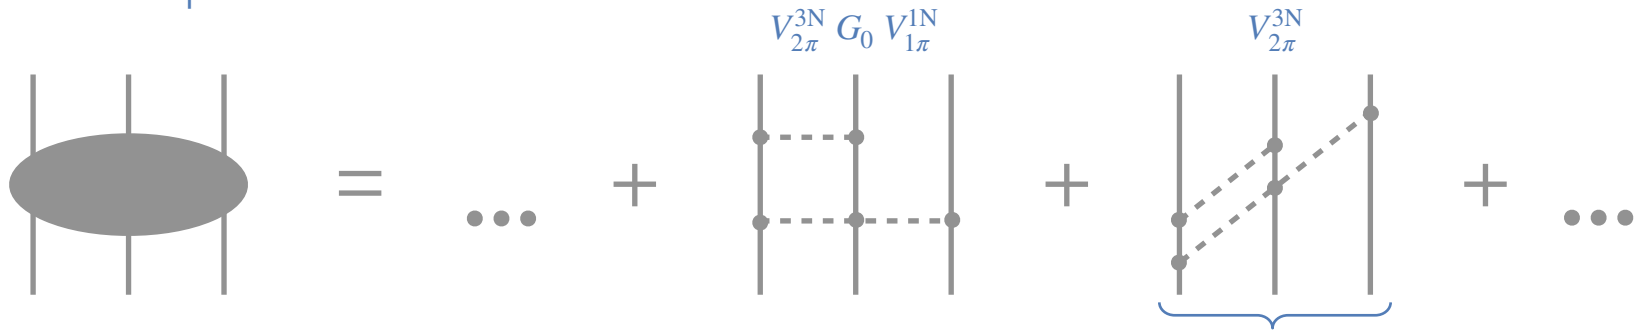 V_{2π}^{3N} G_0 V_{1π}^{1N} V_{2π}^{3N}
= ... + + + ...